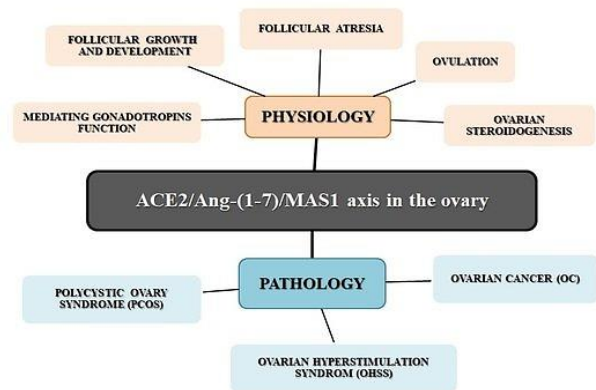 FOLLICULAR GROWTH
AND DEVELOPMENT
FOLLICULAR ATRESIA
OVULATION
MEDIATING GONADOTROPINS
FUNCTION
PHYSIOLOGY
OVARIAN
STEROIDOGENESIS
ACE2/Ang-(1-7)/MAS1 axis in the ovary
POLYCYSTIC OVARY
SYNDROME (PCOS)
PATHOLOGY
OVARIAN CANCER (OC)
OVARIAN HYPERSTIMULATION
SYNDROM (OHSS)